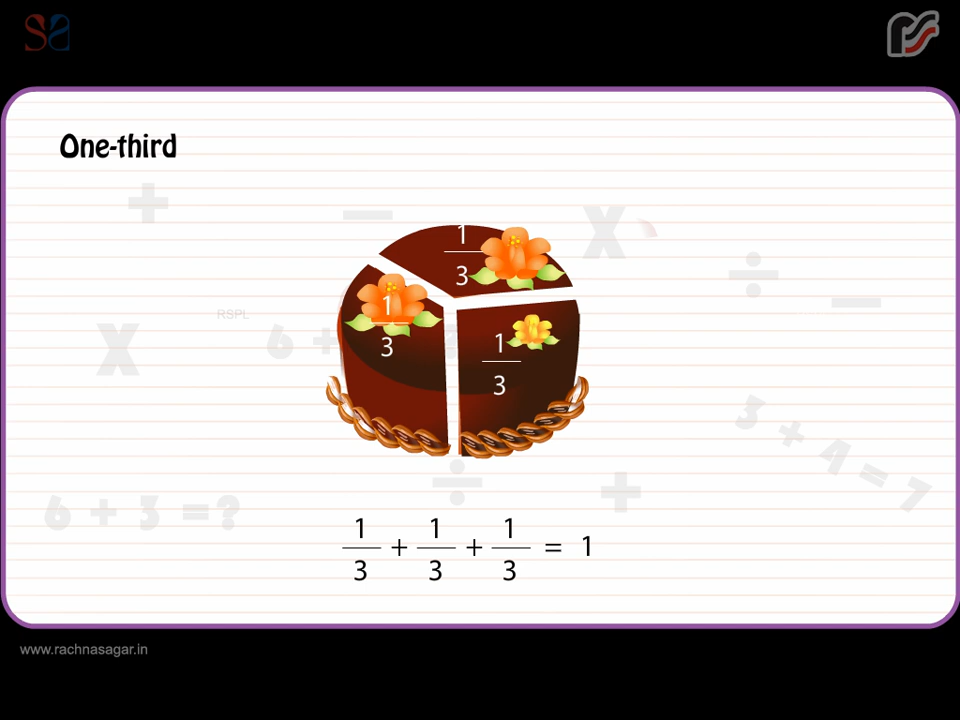 One-third
1/3
1/3
1/3
RSPL
6 +
3 + 4 = 7
6 + 3 = ?
1/3 + 1/3 + 1/3 = 1
www.rachnasagar.in